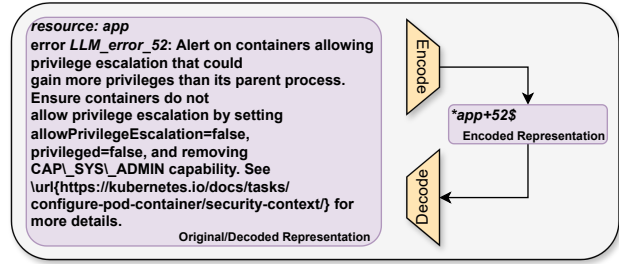 resource: app
error LLM_error_52: Alert on containers allowing
privilege escalation that could
gain more privileges than its parent process.
Ensure containers do not
allow privilege escalation by setting
allowPrivilegeEscalation=false,
privileged=false, and removing
CAP\_SYS\_ADMIN capability. See
\url{https://kubernetes.io/docs/tasks/
configure-pod-container/security-context/} for
more details.
Original/Decoded Representation
Encode
*app+52$
Encoded Representation
Decode